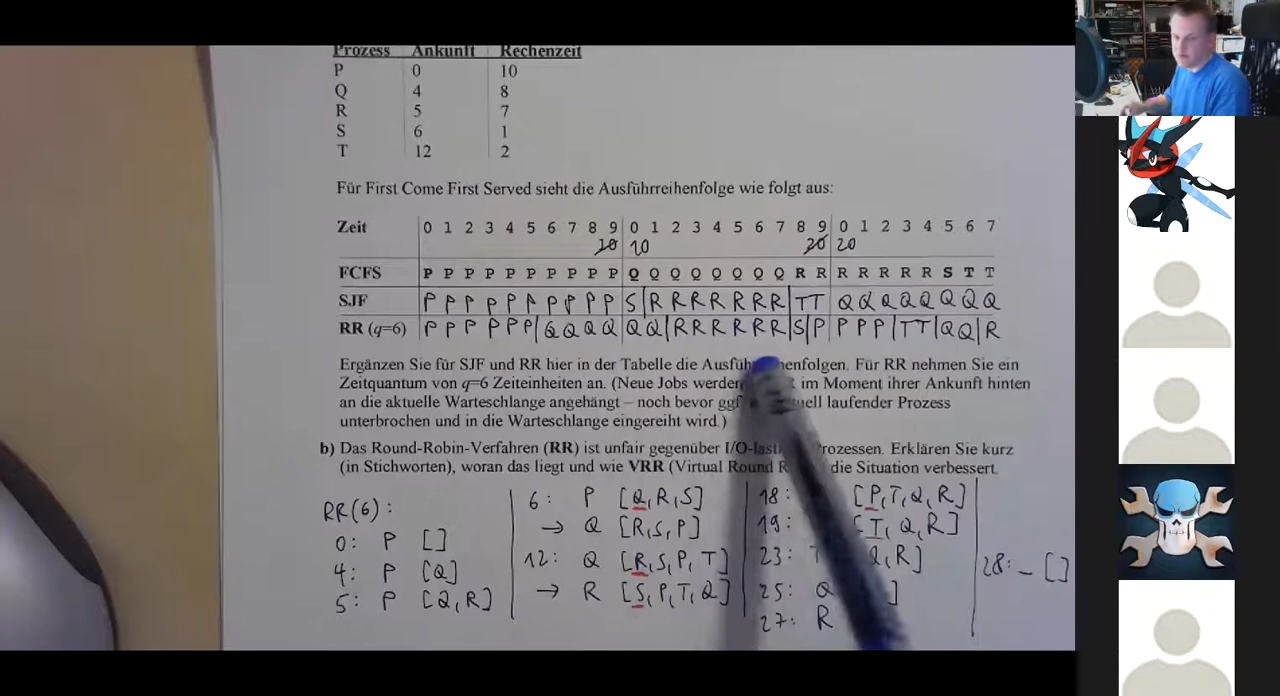 Prozess Ankunft Rechenzeit
P 0 10
Q 4 8
R 5 7
S 6 1
T 12 2
Für First Come First Served sieht die Ausführreihenfolge wie folgt aus:
Zeit 0 1 2 3 4 5 6 7 8 9 0 1 2 3 4 5 6 7 8 9 0 1 2 3 4 5 6 7
10 10 20 20
FCFS P P P P P P P P P P Q Q Q Q Q Q Q Q R R R R R R R S T T
SJF P P P P P P P P P P S R R R R R R R T T Q Q Q Q Q Q Q Q
RR (q=6) P P P P P P Q Q Q Q Q Q R R R R R R S P P P P T T Q Q R
Ergänzen Sie für SJF und RR hier in der Tabelle die henfolgen. Für RR nehmen Sie ein
Zeitquantum von q=6 Zeiteinheiten an. (Neue Jobs werden im Moment ihrer Ankunft hinten
an die aktuelle Warteschlange angehängt – noch bevor laufender Prozess
unterbrochen und in die Warteschlange eingereiht wird.)
b) Das Round-Robin-Verfahren (RR) ist unfair gegenüber Prozessen. Erklären Sie kurz
(in Stichworten), woran das liegt und wie VRR (Virtual Round die Situation verbessert.
RR(6):
0: P []
4: P [Q]
5: P [Q,R]
6: P [Q,R,S]
→ Q [R,S,P]
12: Q [R,S,P,T]
→ R [S,P,T,Q]
18: [P,T,Q,R]
19: [T,Q,R]
23: T Q,R]
25: Q ]
27: R
28: _ []